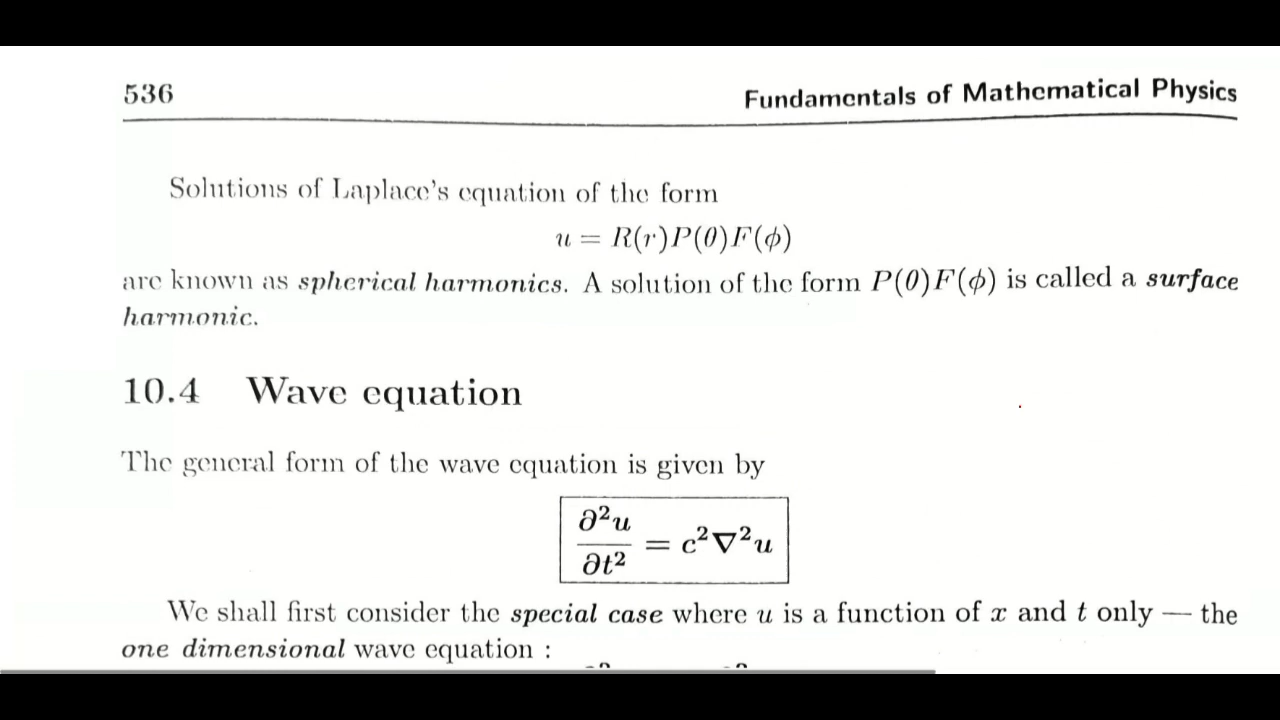 536
Fundamentals of Mathematical Physics
Solutions of Laplace's equation of the form
u = R(r)P(θ)F(ϕ)
are known as spherical harmonics. A solution of the form P(θ)F(ϕ) is called a surface
harmonic.
10.4 Wave equation
The general form of the wave equation is given by
∂²u/∂t² = c²∇²u
We shall first consider the special case where u is a function of x and t only — the
one dimensional wave equation :